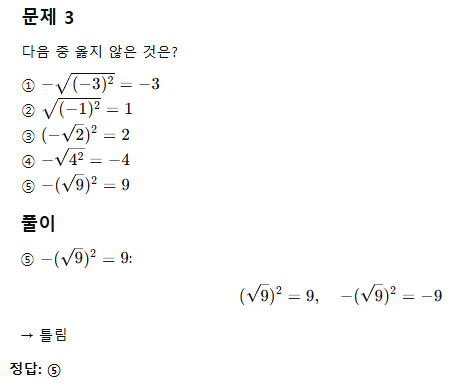 문제 3
다음 중 옳지 않은 것은?
① −√(−3)² = −3
② √(−1)² = 1
③ (−√2)² = 2
④ −√4² = −4
⑤ −(√9)² = 9
풀이
⑤ −(√9)² = 9:
(√9)² = 9, −(√9)² = −9
→ 틀림
정답: ⑤